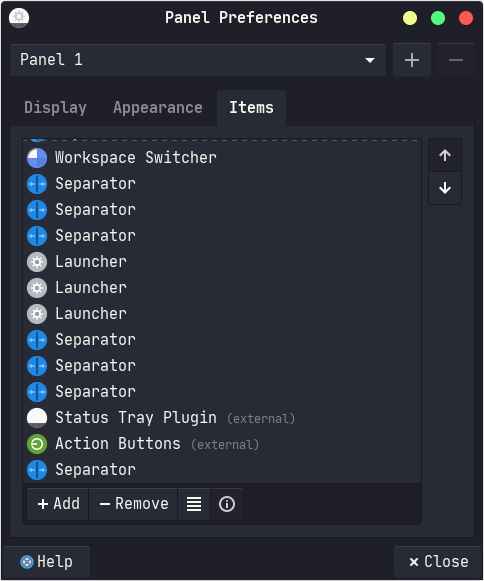 Panel Preferences
Panel 1
Display Appearance Items
Workspace Switcher
Separator
Separator
Separator
Launcher
Launcher
Launcher
Separator
Separator
Separator
Status Tray Plugin (external)
Action Buttons (external)
Separator
Add Remove
Help Close